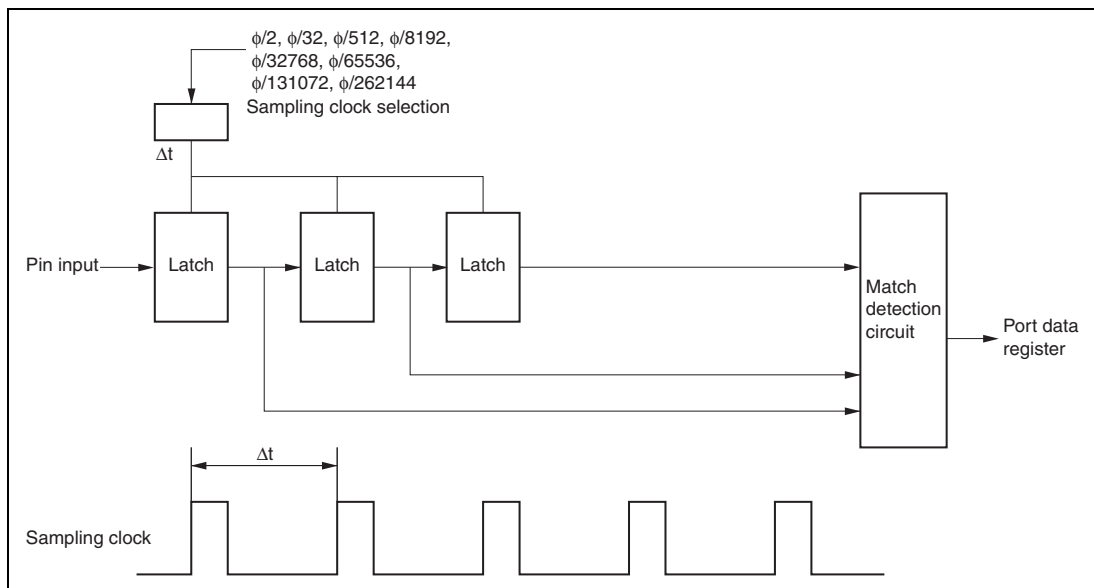 ϕ/2, ϕ/32, ϕ/512, ϕ/8192,
ϕ/32768, ϕ/65536,
ϕ/131072, ϕ/262144
Sampling clock selection
Δt
Pin input
Latch
Latch
Latch
Match
detection
circuit
Port data
register
Δt
Sampling clock